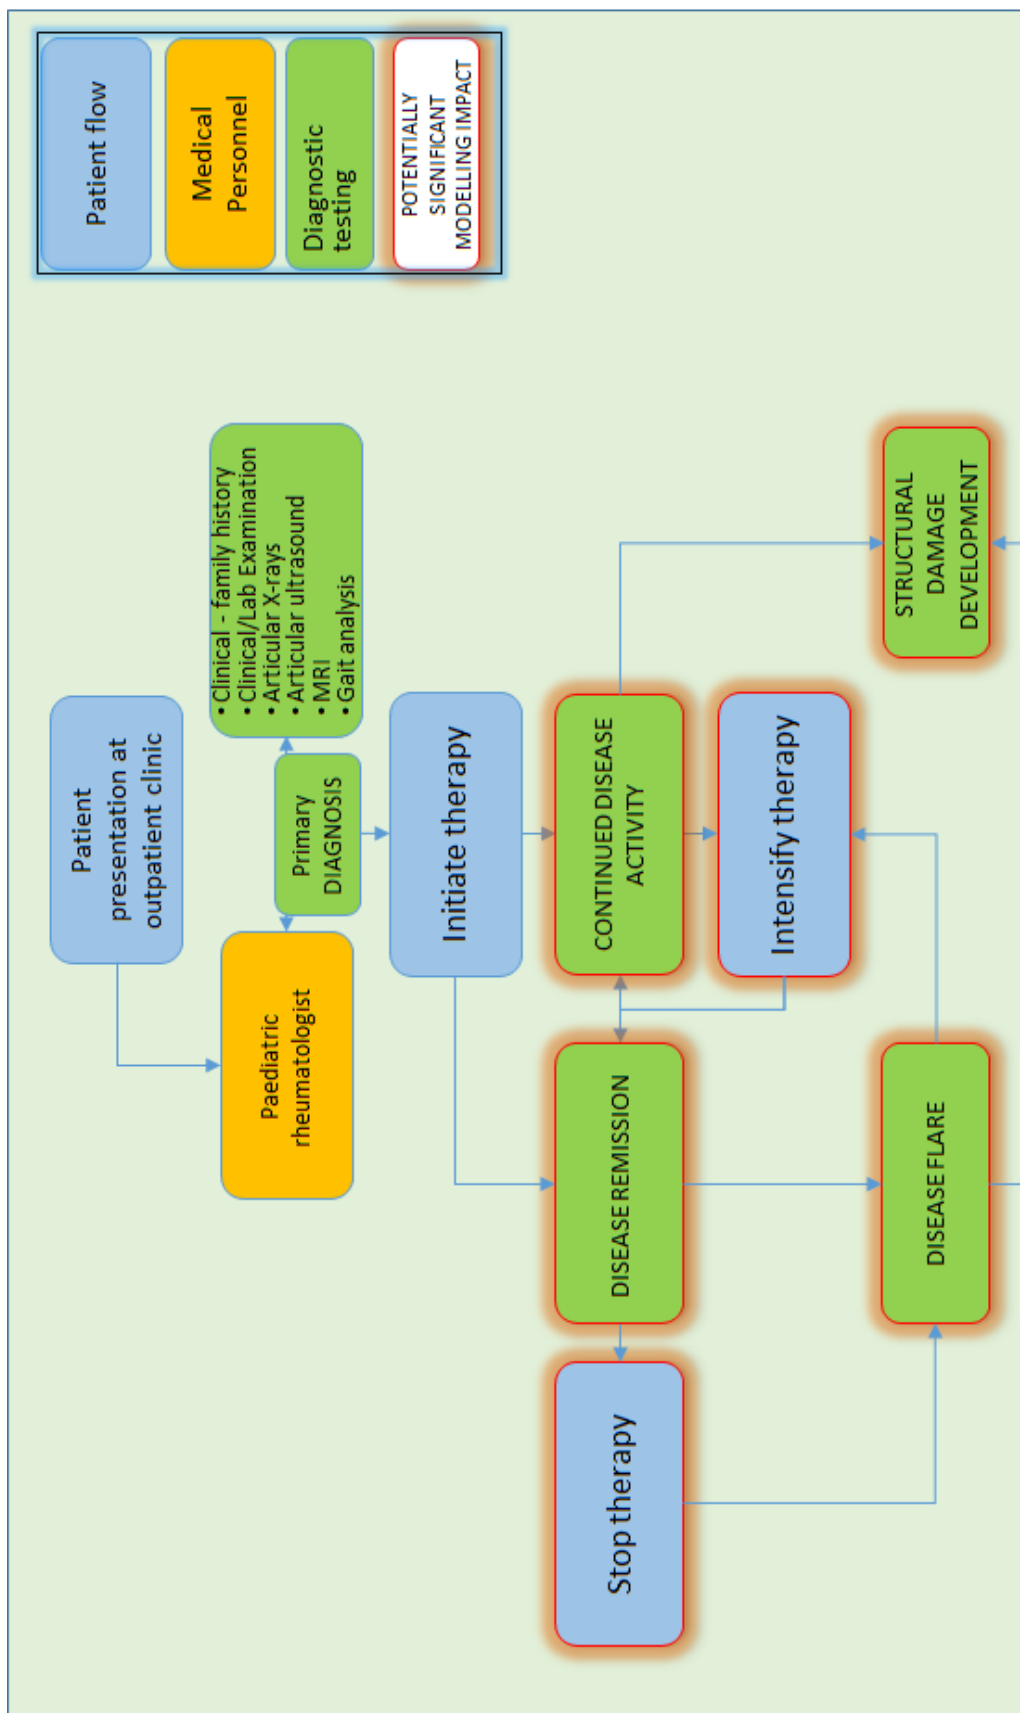 Patient flow
Medical
Personnel
Diagnostic
testing
POTENTIALLY
SIGNIFICANT
MODELLING IMPACT
Patient
presentation at
outpatient clinic
Paediatric
rheumatologist
Primary
DIAGNOSIS
• Clinical - family history
• Clinical/Lab Examination
• Articular X-rays
• Articular ultrasound
• MRI
• Gait analysis
Initiate therapy
Stop therapy
DISEASE REMISSION
CONTINUED DISEASE
ACTIVITY
Intensify therapy
DISEASE FLARE
STRUCTURAL
DAMAGE
DEVELOPMENT